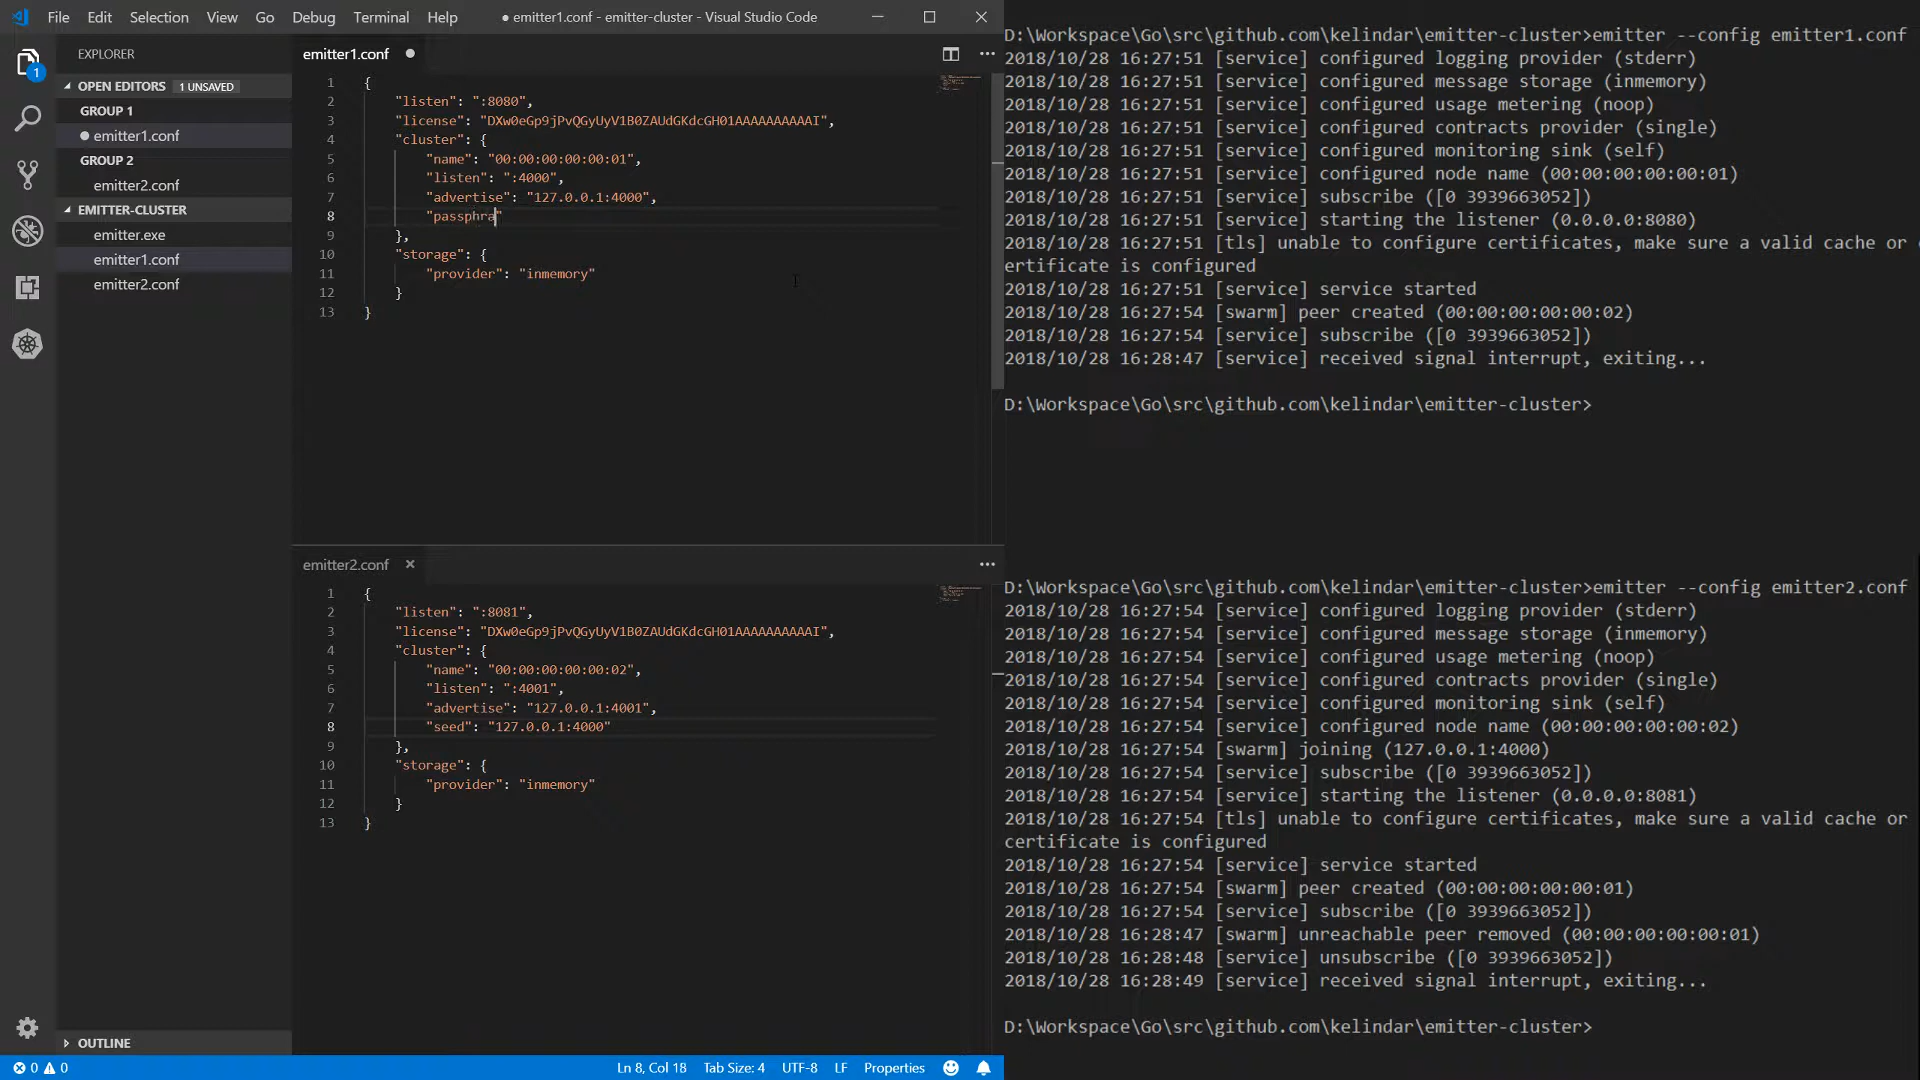 File Edit Selection View Go Debug Terminal Help ● emitter1.conf - emitter-cluster - Visual Studio Code
EXPLORER
OPEN EDITORS 1 UNSAVED
GROUP 1
emitter1.conf
GROUP 2
emitter2.conf
EMITTER-CLUSTER
emitter.exe
emitter1.conf
emitter2.conf
OUTLINE
1
emitter1.conf
1 {
2 "listen": ":8080",
3 "license": "DXw0eGp9jPvQGyUyV1B0ZAUdGKdcGH01AAAAAAAAAAI",
4 "cluster": {
5 "name": "00:00:00:00:00:01",
6 "listen": ":4000",
7 "advertise": "127.0.0.1:4000",
8 "passphra"
9 },
10 "storage": {
11 "provider": "inmemory"
12 }
13 }
emitter2.conf
1 {
2 "listen": ":8081",
3 "license": "DXw0eGp9jPvQGyUyV1B0ZAUdGKdcGH01AAAAAAAAAAI",
4 "cluster": {
5 "name": "00:00:00:00:00:02",
6 "listen": ":4001",
7 "advertise": "127.0.0.1:4001",
8 "seed": "127.0.0.1:4000"
9 },
10 "storage": {
11 "provider": "inmemory"
12 }
13 }
0 0 Ln 8, Col 18 Tab Size: 4 UTF-8 LF Properties
D:\Workspace\Go\src\github.com\kelindar\emitter-cluster>emitter --config emitter1.conf
2018/10/28 16:27:51 [service] configured logging provider (stderr)
2018/10/28 16:27:51 [service] configured message storage (inmemory)
2018/10/28 16:27:51 [service] configured usage metering (noop)
2018/10/28 16:27:51 [service] configured contracts provider (single)
2018/10/28 16:27:51 [service] configured monitoring sink (self)
2018/10/28 16:27:51 [service] configured node name (00:00:00:00:00:01)
2018/10/28 16:27:51 [service] subscribe ([0 3939663052])
2018/10/28 16:27:51 [service] starting the listener (0.0.0.0:8080)
2018/10/28 16:27:51 [tls] unable to configure certificates, make sure a valid cache or c
ertificate is configured
2018/10/28 16:27:51 [service] service started
2018/10/28 16:27:54 [swarm] peer created (00:00:00:00:00:02)
2018/10/28 16:27:54 [service] subscribe ([0 3939663052])
2018/10/28 16:28:47 [service] received signal interrupt, exiting...
D:\Workspace\Go\src\github.com\kelindar\emitter-cluster>
D:\Workspace\Go\src\github.com\kelindar\emitter-cluster>emitter --config emitter2.conf
2018/10/28 16:27:54 [service] configured logging provider (stderr)
2018/10/28 16:27:54 [service] configured message storage (inmemory)
2018/10/28 16:27:54 [service] configured usage metering (noop)
2018/10/28 16:27:54 [service] configured contracts provider (single)
2018/10/28 16:27:54 [service] configured monitoring sink (self)
2018/10/28 16:27:54 [service] configured node name (00:00:00:00:00:02)
2018/10/28 16:27:54 [swarm] joining (127.0.0.1:4000)
2018/10/28 16:27:54 [service] subscribe ([0 3939663052])
2018/10/28 16:27:54 [service] starting the listener (0.0.0.0:8081)
2018/10/28 16:27:54 [tls] unable to configure certificates, make sure a valid cache or
certificate is configured
2018/10/28 16:27:54 [service] service started
2018/10/28 16:27:54 [swarm] peer created (00:00:00:00:00:01)
2018/10/28 16:27:54 [service] subscribe ([0 3939663052])
2018/10/28 16:28:47 [swarm] unreachable peer removed (00:00:00:00:00:01)
2018/10/28 16:28:48 [service] unsubscribe ([0 3939663052])
2018/10/28 16:28:49 [service] received signal interrupt, exiting...
D:\Workspace\Go\src\github.com\kelindar\emitter-cluster>